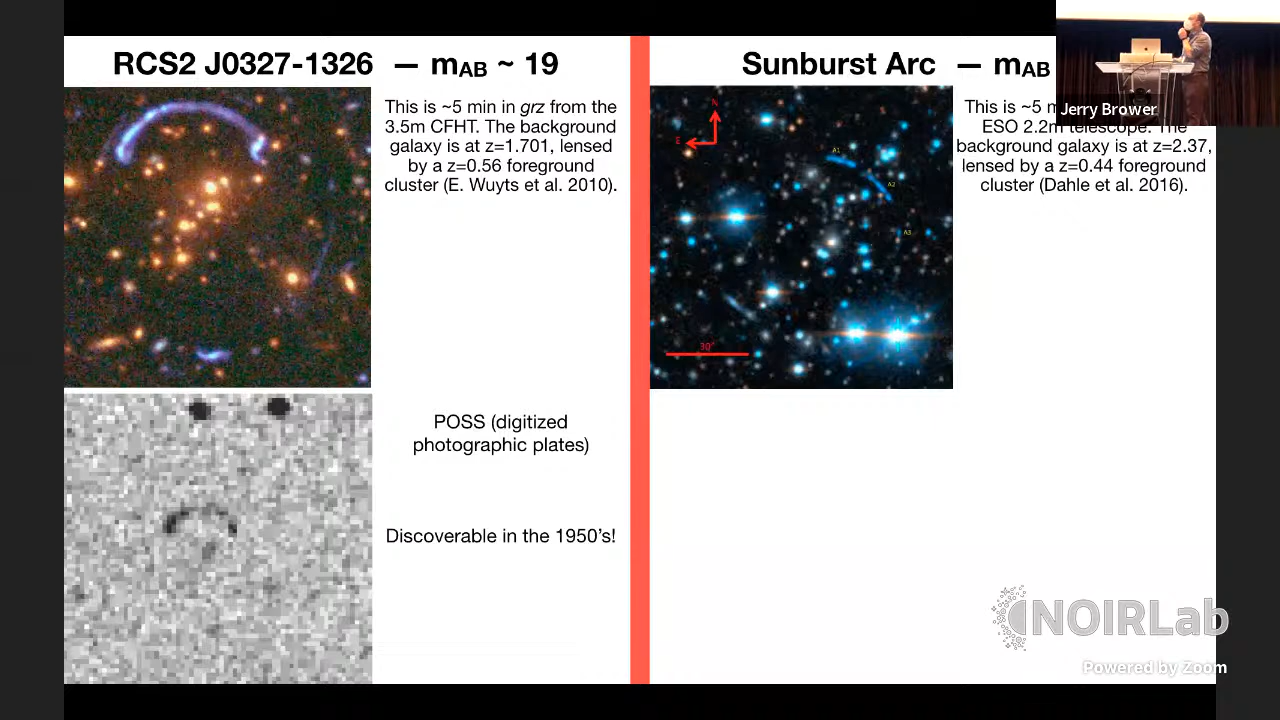 RCS2 J0327-1326 — mAB ~ 19
This is ~5 min in grz from the
3.5m CFHT. The background
galaxy is at z=1.701, lensed
by a z=0.56 foreground
cluster (E. Wuyts et al. 2010).
POSS (digitized
photographic plates)
Discoverable in the 1950's!
Sunburst Arc — mAB
N
E
A1
A2
A3
30"
This is ~5 m
ESO 2.2m telescope. The
background galaxy is at z=2.37,
lensed by a z=0.44 foreground
cluster (Dahle et al. 2016).
Jerry Brower
NOIRLab
Powered by Zoom